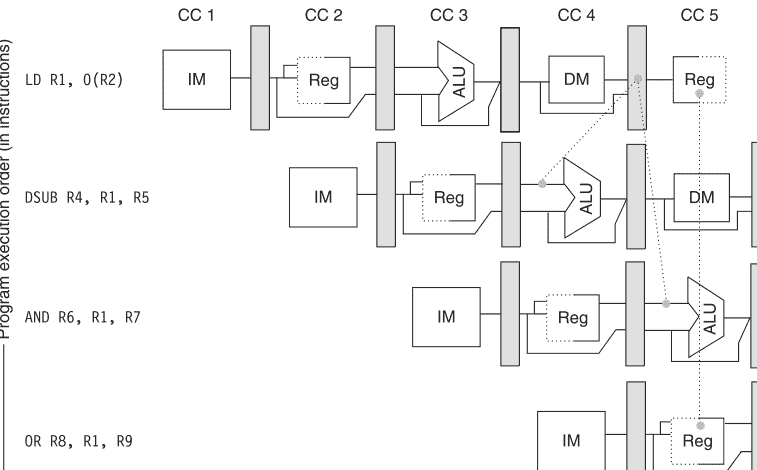 CC 1 CC 2 CC 3 CC 4 CC 5
Program execution order (in instructions)
LD R1, 0(R2) IM Reg ALU DM Reg
DSUB R4, R1, R5 IM Reg ALU DM
AND R6, R1, R7 IM Reg ALU
OR R8, R1, R9 IM Reg